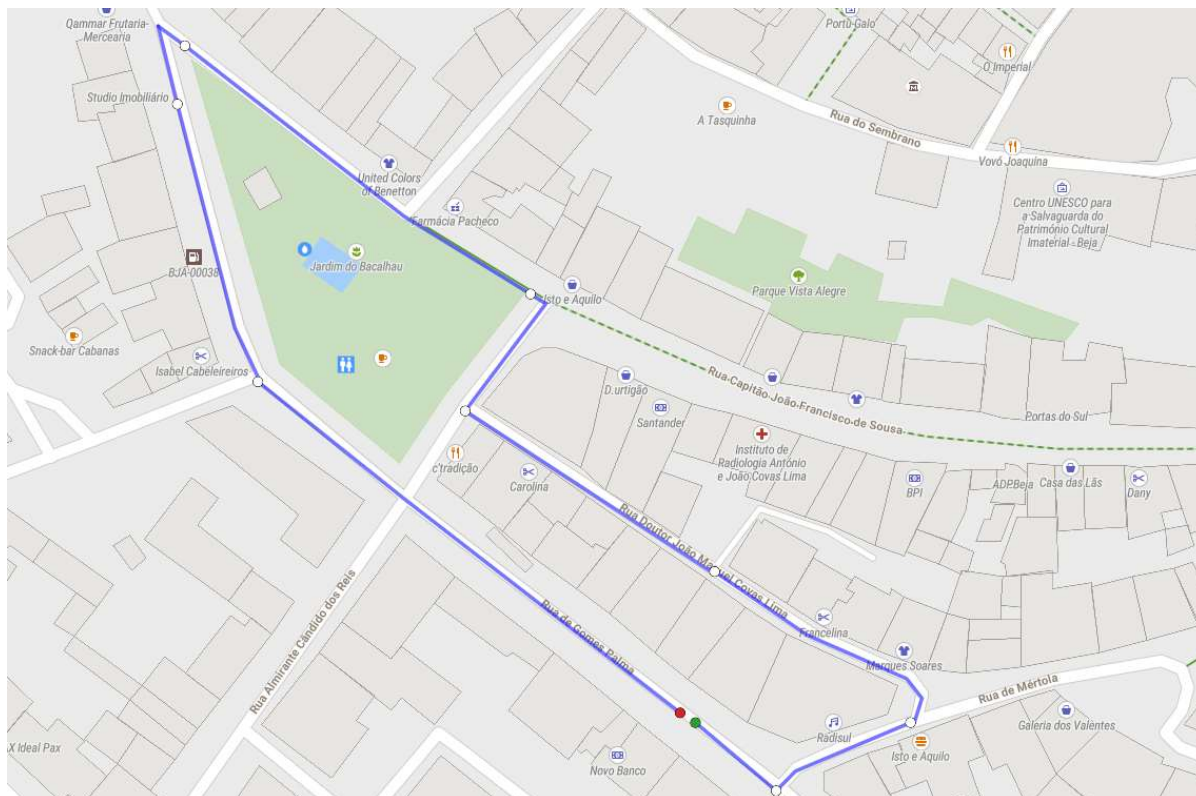 Qammar Frutaria-
Mercearia
Portu Galo
O Imperial
Studio Imobiliário
A Tasquinha
Rua do Sembrano
Vovó Joaquina
United Colors
of Benetton
Farmácia Pacheco
Centro UNESCO para
a Salvaguarda do
Património Cultural
Imaterial - Beja
BJA-00038
Jardim do Bacalhau
Isto e Aquilo
Parque Vista Alegre
Snack-bar Cabanas
Isabel Cabeleireiros
D.urtigão
Rua Capitão João Francisco de Sousa
Santander
Portas do Sul
c'tradição
Carolina
Instituto de
Radiologia António
e João Covas Lima
BPI
ADPBeja
Casa das Lãs
Dany
Rua Doutor João Manuel Covas Lima
Rua Almirante Cândido dos Reis
Rua de Gomes Palma
Francelina
Marques Soares
Rua de Mértola
Galeria dos Valentes
AX Ideal Pax
Radisul
Isto e Aquilo
Novo Banco